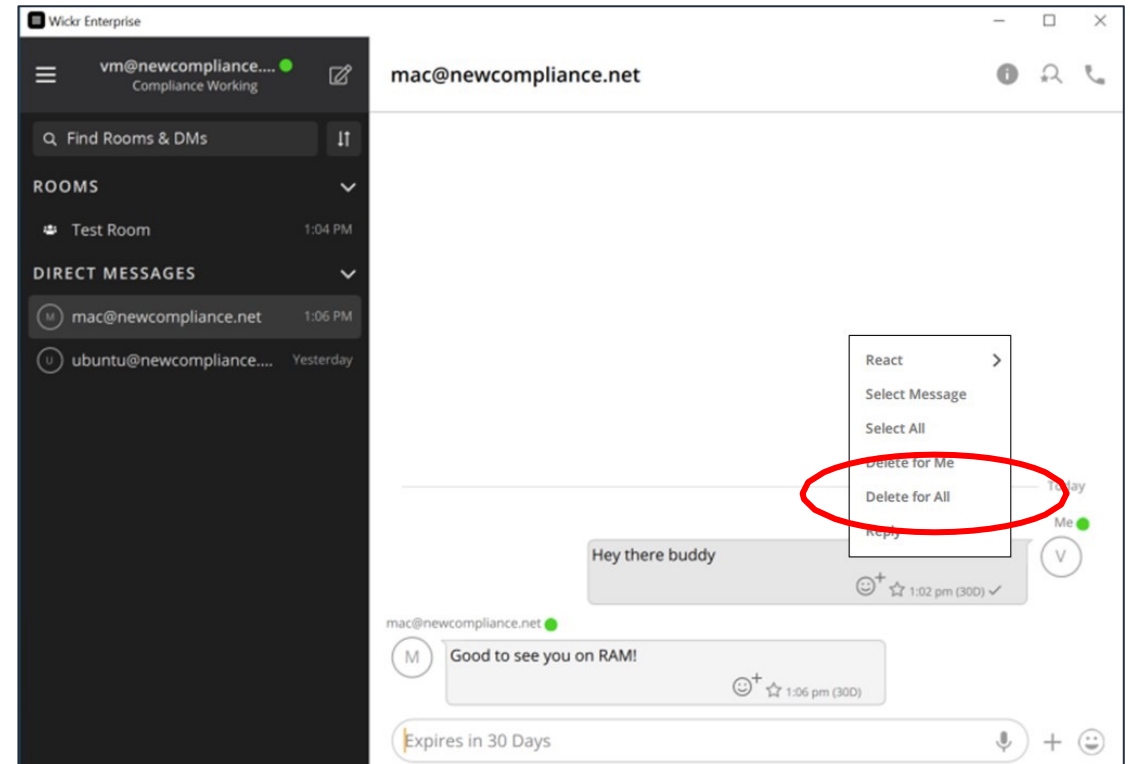 Wickr Enterprise
vm@newcompliance....
Compliance Working
Find Rooms & DMs
ROOMS
Test Room 1:04 PM
DIRECT MESSAGES
M mac@newcompliance.net 1:06 PM
U ubuntu@newcompliance.... Yesterday
mac@newcompliance.net
React
Select Message
Select All
Delete for Me
Delete for All
Reply
Today
Me
V
Hey there buddy
1:02 pm (30D)
mac@newcompliance.net
M
Good to see you on RAM!
1:06 pm (30D)
Expires in 30 Days